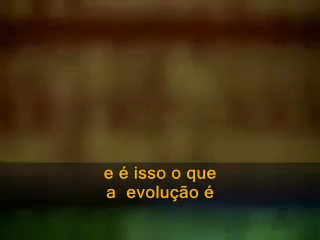 e é isso o que
a  evolução é